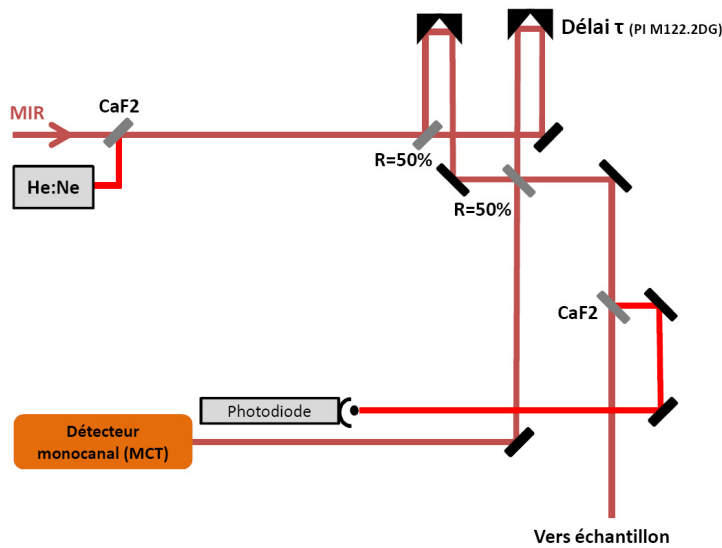 Délai τ (PI M122.2DG)
CaF2
MIR
R=50%
He:Ne
R=50%
CaF2
Photodiode
Détecteur
monocanal (MCT)
Vers échantillon